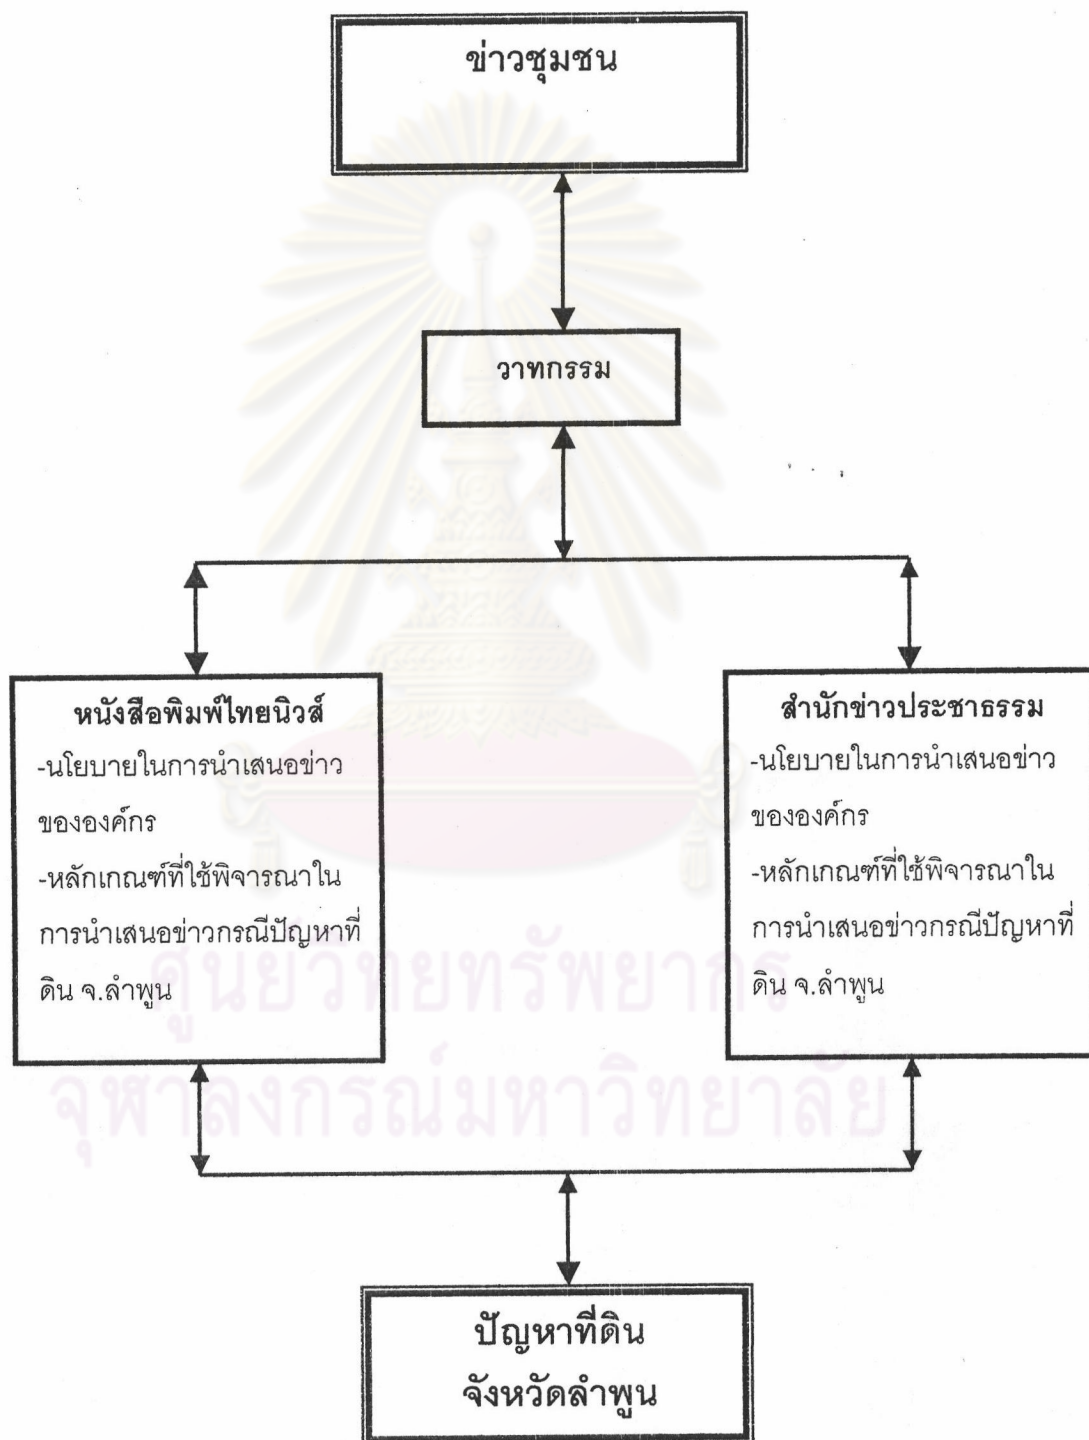 ข่าวชุมชน
วาทกรรม
หนังสือพิมพ์ไทยนิวส์
-นโยบายในการนำเสนอข่าว
ขององค์กร
-หลักเกณฑ์ที่ใช้พิจารณาใน
การนำเสนอข่าวกรณีปัญหาที่
ดิน จ.ลำพูน
สำนักข่าวประชาธรรม
-นโยบายในการนำเสนอข่าว
ขององค์กร
-หลักเกณฑ์ที่ใช้พิจารณาใน
การนำเสนอข่าวกรณีปัญหาที่
ดิน จ.ลำพูน
ศูนย์วิทยทรัพยากร
จุฬาลงกรณ์มหาวิทยาลัย
ปัญหาที่ดิน
จังหวัดลำพูน